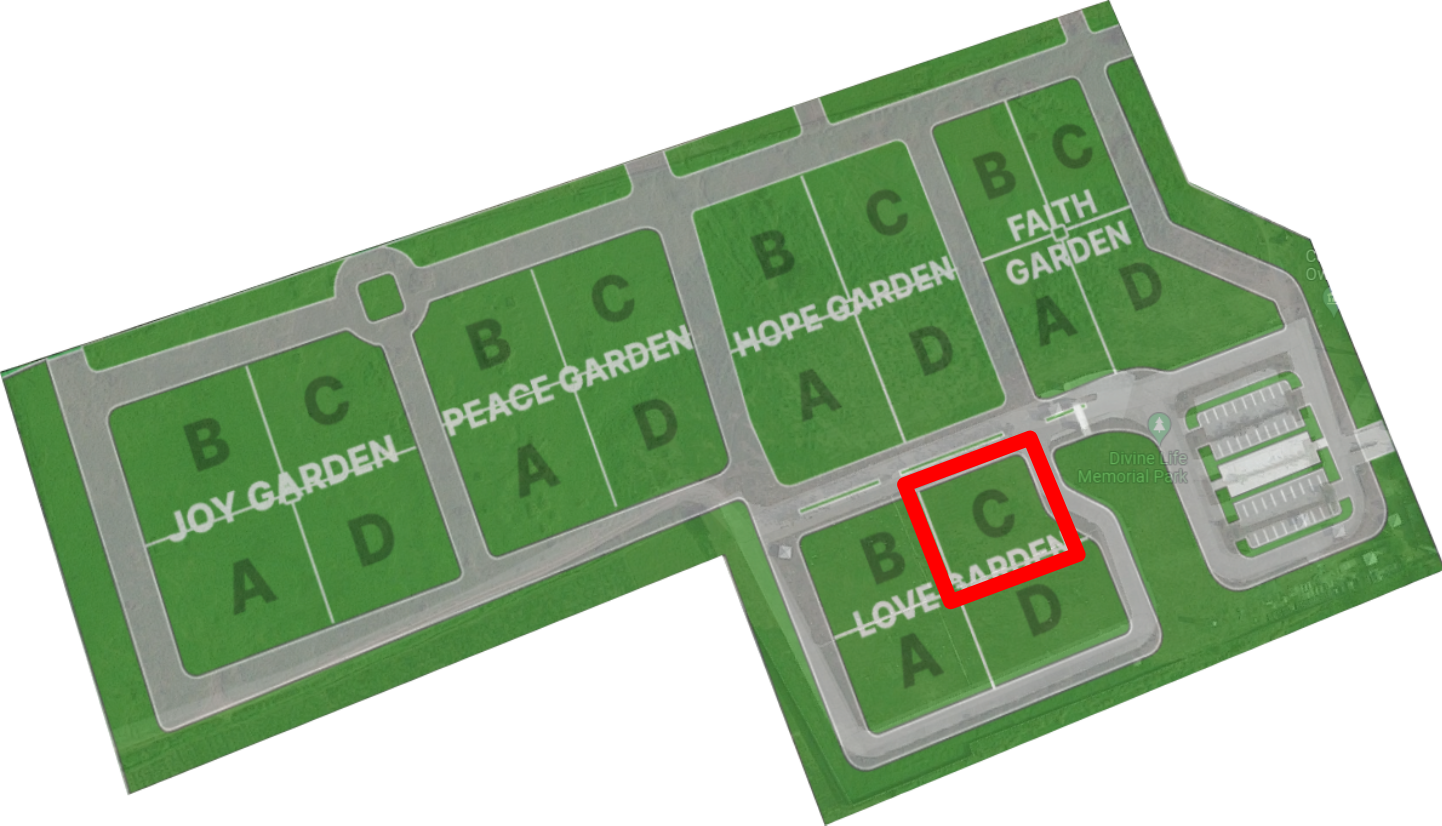 B C
FAITH
GARDEN
A D
B C
HOPE GARDEN
A D
B C
PEACE GARDEN
A D
B C
JOY GARDEN
A D
B C
LOVE GARDEN
A D
Divine Life
Memorial Park